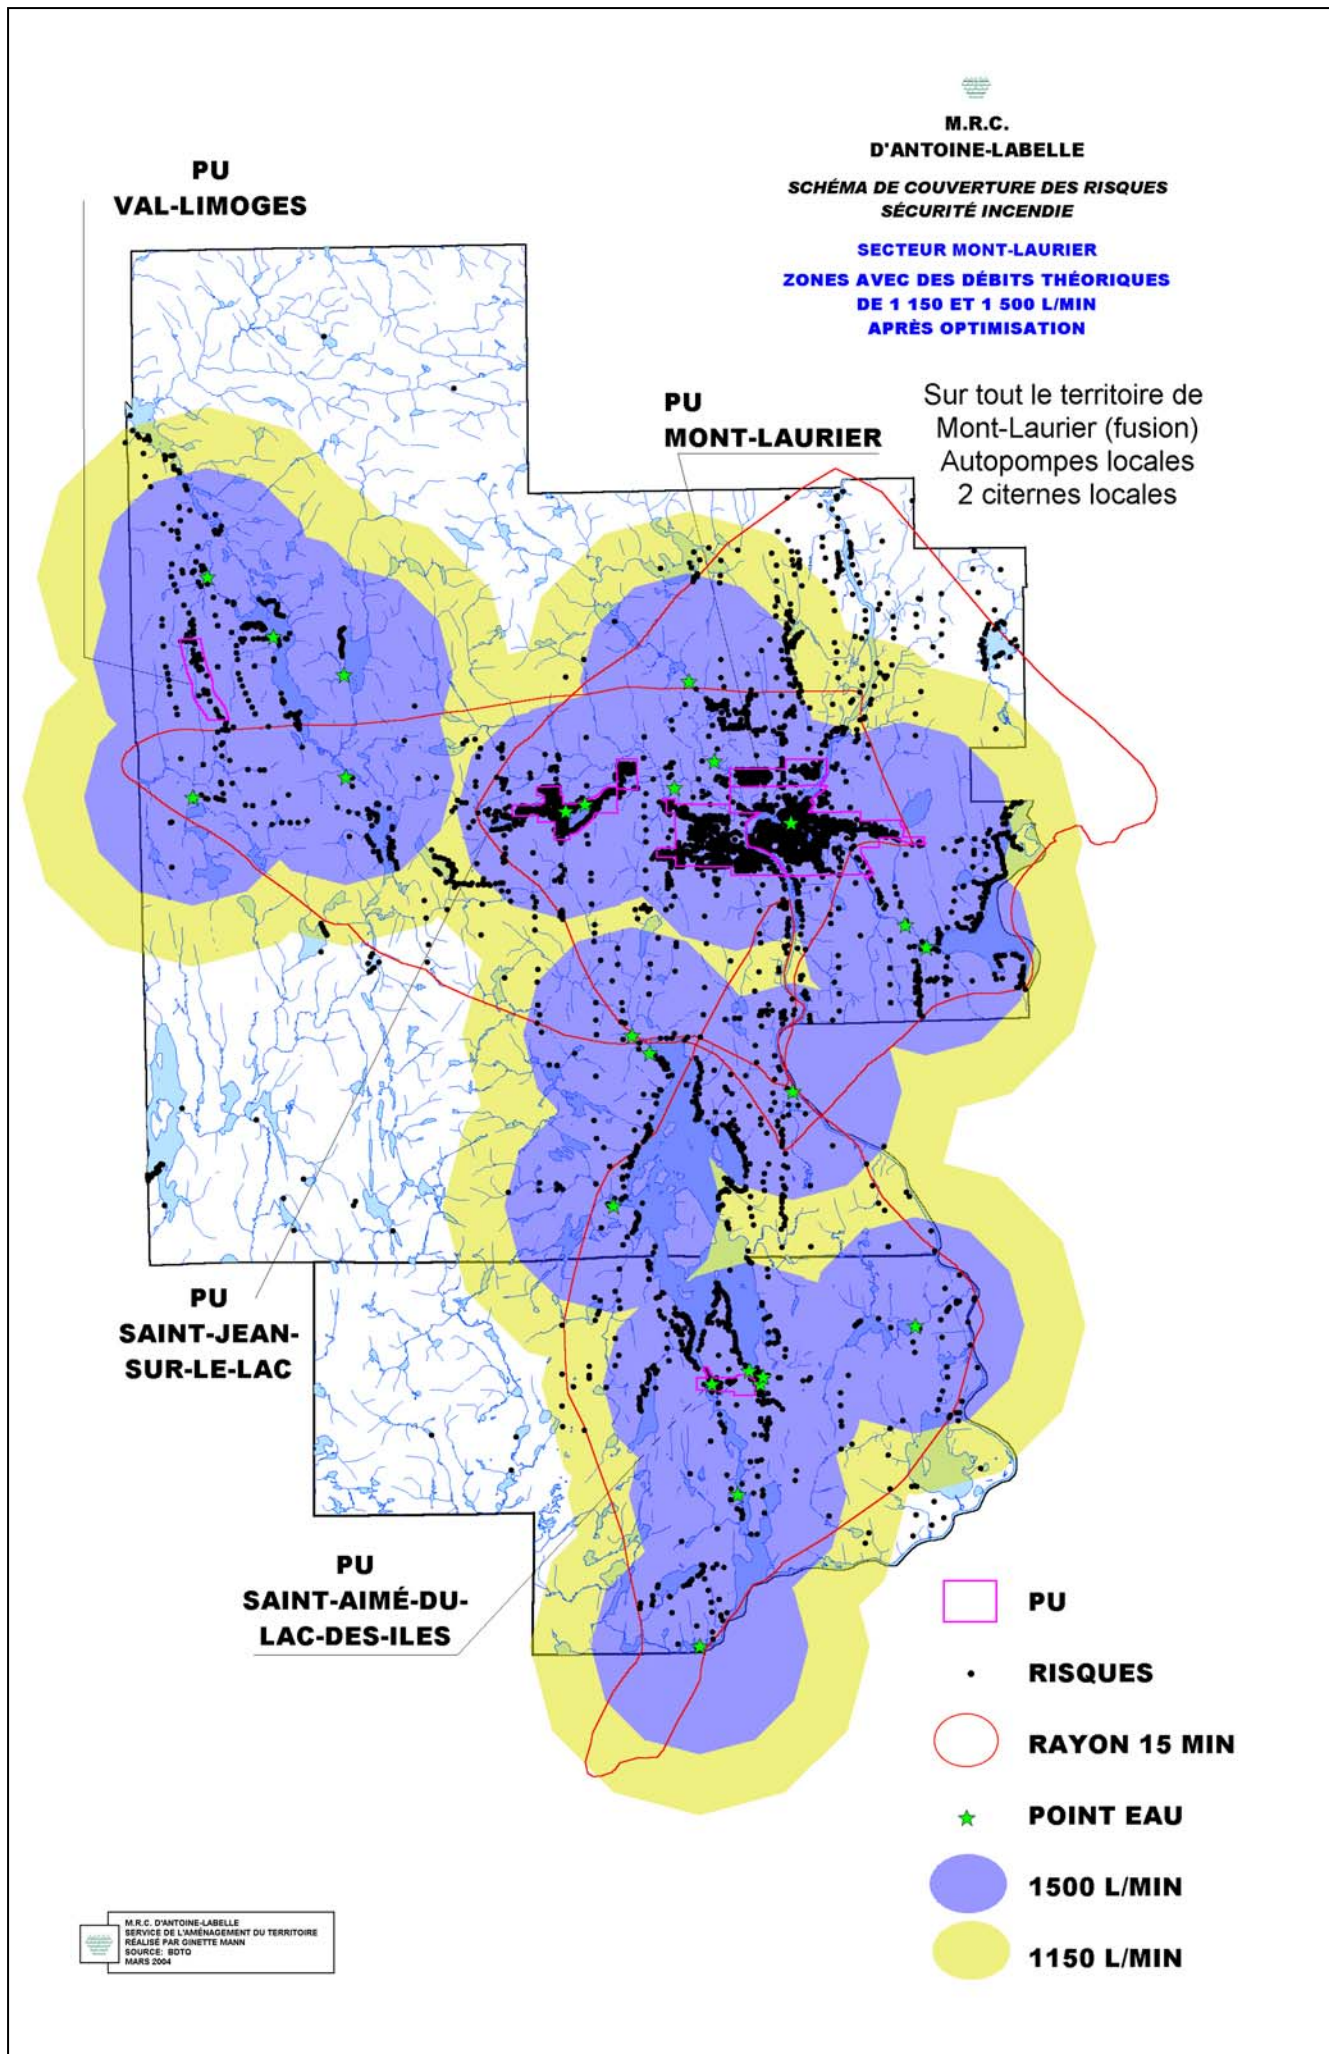 M.R.C.
D'ANTOINE-LABELLE
SCHÉMA DE COUVERTURE DES RISQUES
SÉCURITÉ INCENDIE
SECTEUR MONT-LAURIER
ZONES AVEC DES DÉBITS THÉORIQUES
DE 1 150 ET 1 500 L/MIN
APRÈS OPTIMISATION
PU
VAL-LIMOGES
PU
MONT-LAURIER
Sur tout le territoire de
Mont-Laurier (fusion)
Autopompes locales
2 citernes locales
PU
SAINT-JEAN-
SUR-LE-LAC
PU
SAINT-AIMÉ-DU-
LAC-DES-ILES
PU
RISQUES
RAYON 15 MIN
POINT EAU
1500 L/MIN
1150 L/MIN
M.R.C. D'ANTOINE-LABELLE
SERVICE DE L'AMÉNAGEMENT DU TERRITOIRE
RÉALISÉ PAR GINETTE MANN
SOURCE: BDTQ
MARS 2004